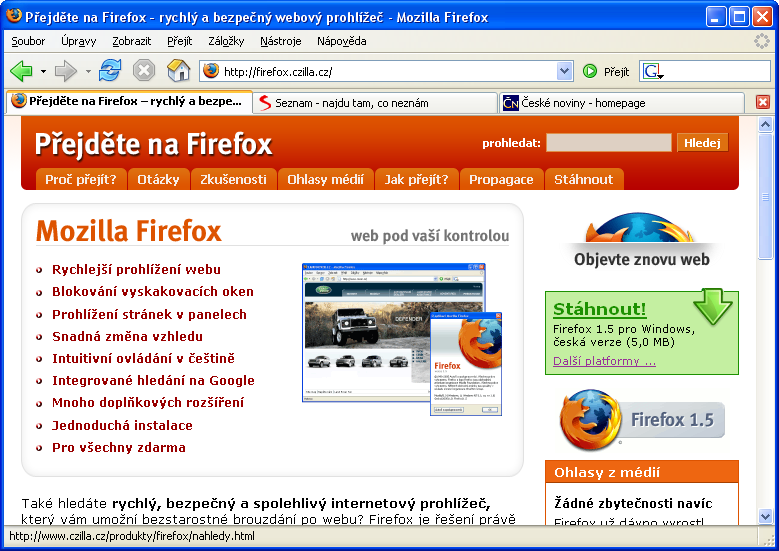 Přejděte na Firefox - rychlý a bezpečný webový prohlížeč - Mozilla Firefox
Soubor Úpravy Zobrazit Přejít Záložky Nástroje Nápověda
http://firefox.czilla.cz/ Přejít
Přejděte na Firefox – rychlý a bezpe... Seznam - najdu tam, co neznám České noviny - homepage
Přejděte na Firefox
prohledat: Hledej
Proč přejít? Otázky Zkušenosti Ohlasy médií Jak přejít? Propagace Stáhnout
Mozilla Firefox
web pod vaší kontrolou
Rychlejší prohlížení webu
Blokování vyskakovacích oken
Prohlížení stránek v panelech
Snadná změna vzhledu
Intuitivní ovládání v češtině
Integrované hledání na Google
Mnoho doplňkových rozšíření
Jednoduchá instalace
Pro všechny zdarma
DEFENDER
Firefox
Objevte znovu web
Stáhnout!
Firefox 1.5 pro Windows,
česká verze (5,0 MB)
Další platformy ...
Firefox 1.5
Ohlasy z médií
Žádné zbytečnosti navíc
Firefox už dávno vyrostl
Také hledáte rychlý, bezpečný a spolehlivý internetový prohlížeč,
který vám umožní bezstarostné brouzdání po webu? Firefox je řešení právě
http://www.czilla.cz/produkty/firefox/nahledy.html